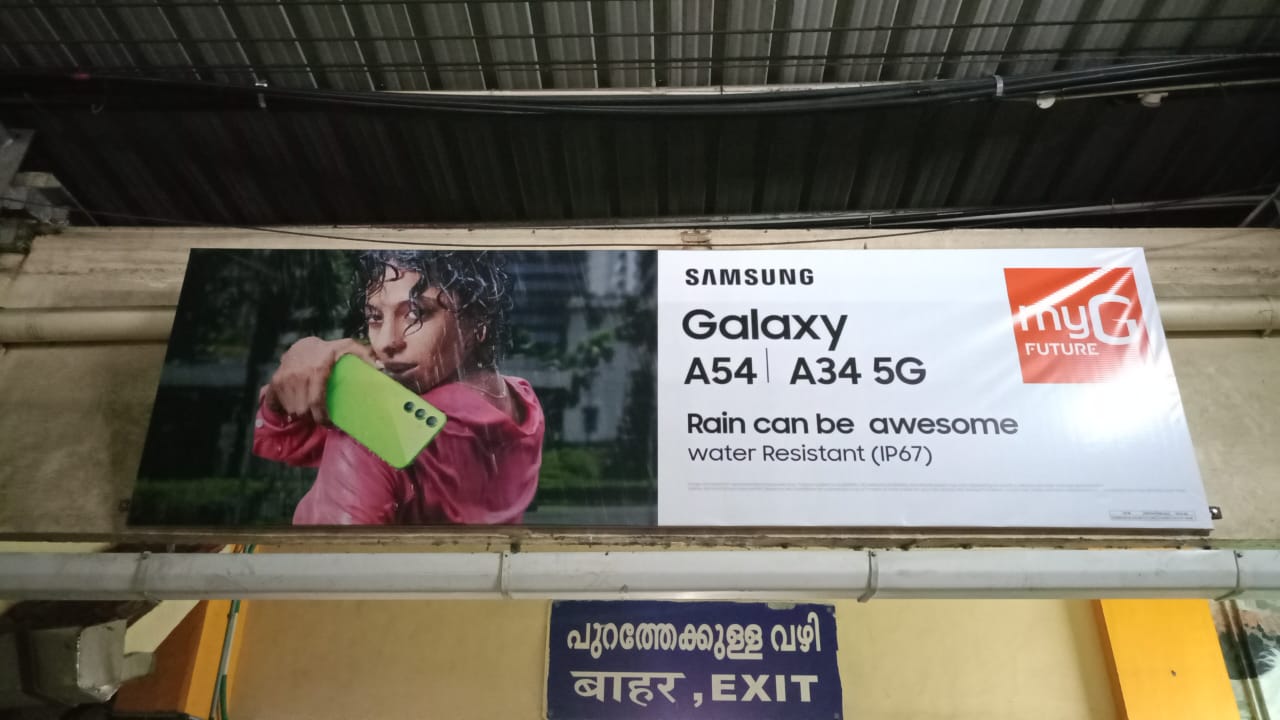 SAMSUNG
Galaxy
A54 | A34 5G
Rain can be awesome
water Resistant (IP67)
myG
FUTURE
പുറത്തേക്കുള്ള വഴി
बाहर , EXIT